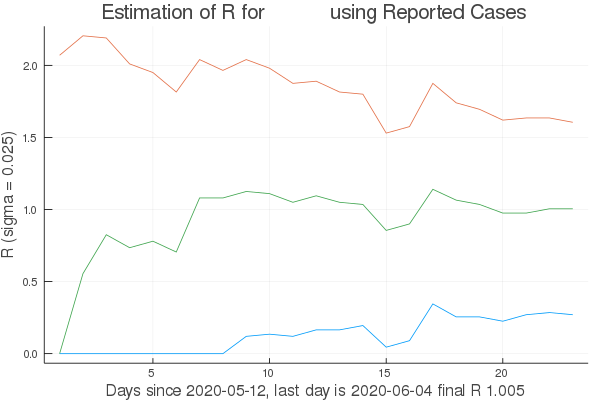 Estimation of R for using Reported Cases
2.0
1.5
1.0
0.5
0.0
R (sigma = 0.025)
5 10 15 20
Days since 2020-05-12, last day is 2020-06-04 final R 1.005